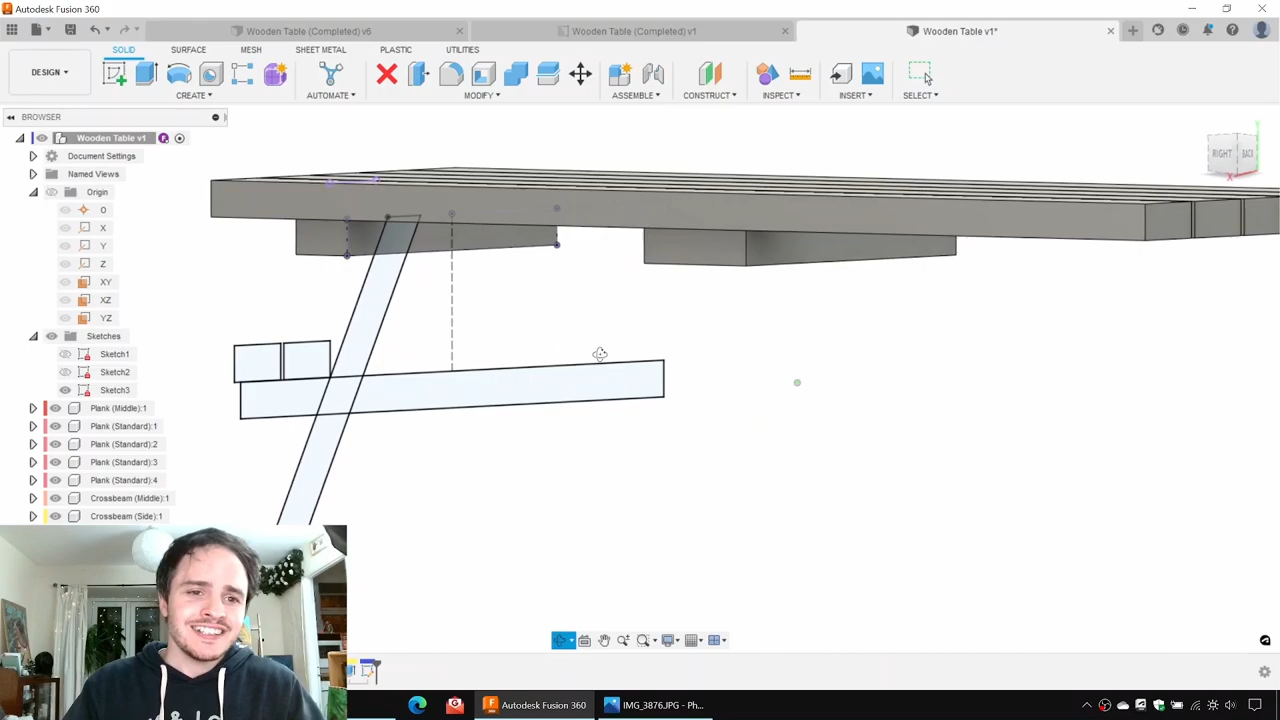 Autodesk Fusion 360
Wooden Table (Completed) v6
Wooden Table (Completed) v1
Wooden Table v1*
SOLID
SURFACE
MESH
SHEET METAL
PLASTIC
UTILITIES
DESIGN
CREATE
AUTOMATE
MODIFY
ASSEMBLE
CONSTRUCT
INSPECT
INSERT
SELECT
BROWSER
Wooden Table v1
Document Settings
Named Views
Origin
O
X
Y
Z
XY
XZ
YZ
Sketches
Sketch1
Sketch2
Sketch3
Plank (Middle):1
Plank (Standard):1
Plank (Standard):2
Plank (Standard):3
Plank (Standard):4
Crossbeam (Middle):1
Crossbeam (Side):1
RIGHT
BACK
Y
X
Autodesk Fusion 360
IMG_3876.JPG - Ph...